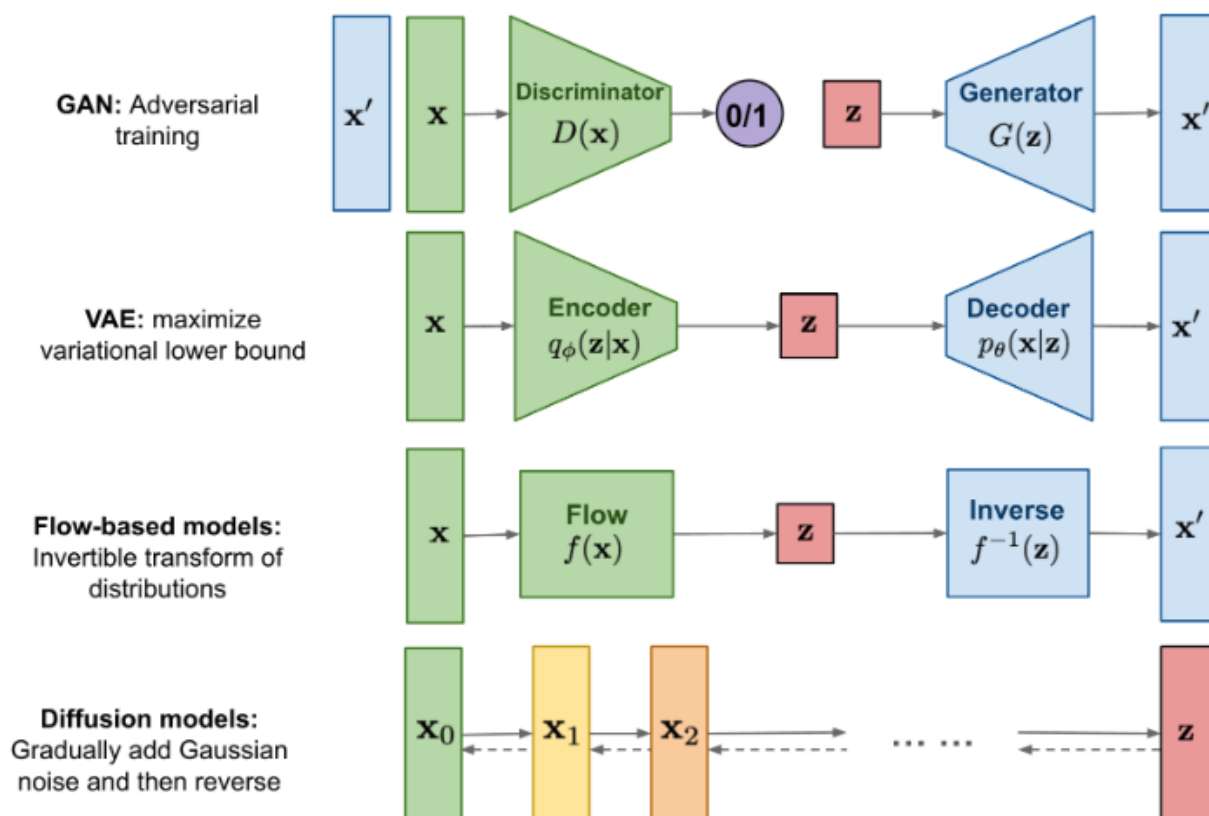 GAN: Adversarial
training
x′
x
Discriminator
D(x)
0/1
z
Generator
G(z)
x′
VAE: maximize
variational lower bound
x
Encoder
qϕ(z|x)
z
Decoder
pθ(x|z)
x′
Flow-based models:
Invertible transform of
distributions
x
Flow
f(x)
z
Inverse
f⁻¹(z)
x′
Diffusion models:
Gradually add Gaussian
noise and then reverse
x₀
x₁
x₂
... ...
z